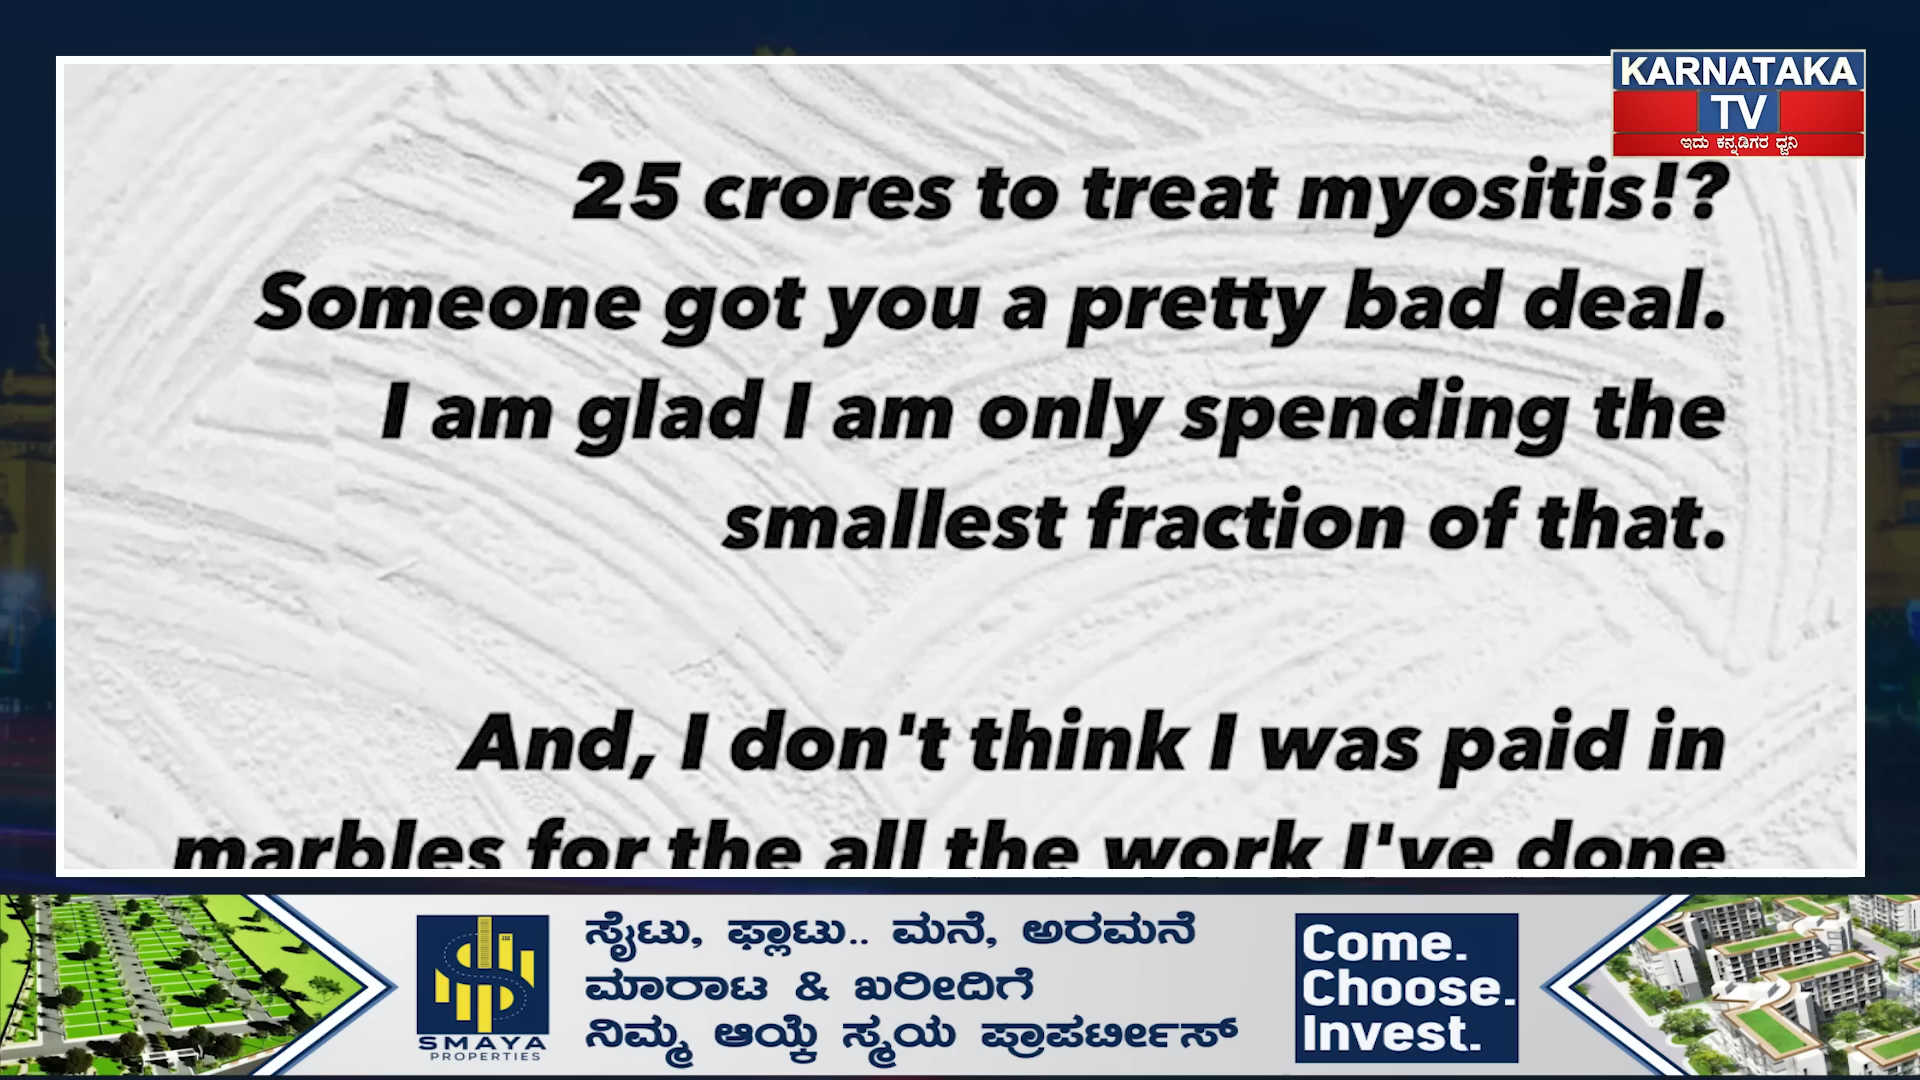 KARNATAKA
TV
ಇದು ಕನ್ನಡಿಗರ ಧ್ವನಿ
25 crores to treat myositis!?
Someone got you a pretty bad deal.
I am glad I am only spending the
smallest fraction of that.
And, I don't think I was paid in
marbles for the all the work I've done
SMAYA
PROPERTIES
ಸೈಟು, ಫ್ಲಾಟು.. ಮನೆ, ಅರಮನೆ
ಮಾರಾಟ & ಖರೀದಿಗೆ
ನಿಮ್ಮ ಆಯ್ಕೆ ಸ್ಮಯ ಪ್ರಾಪರ್ಟೀಸ್
Come.
Choose.
Invest.